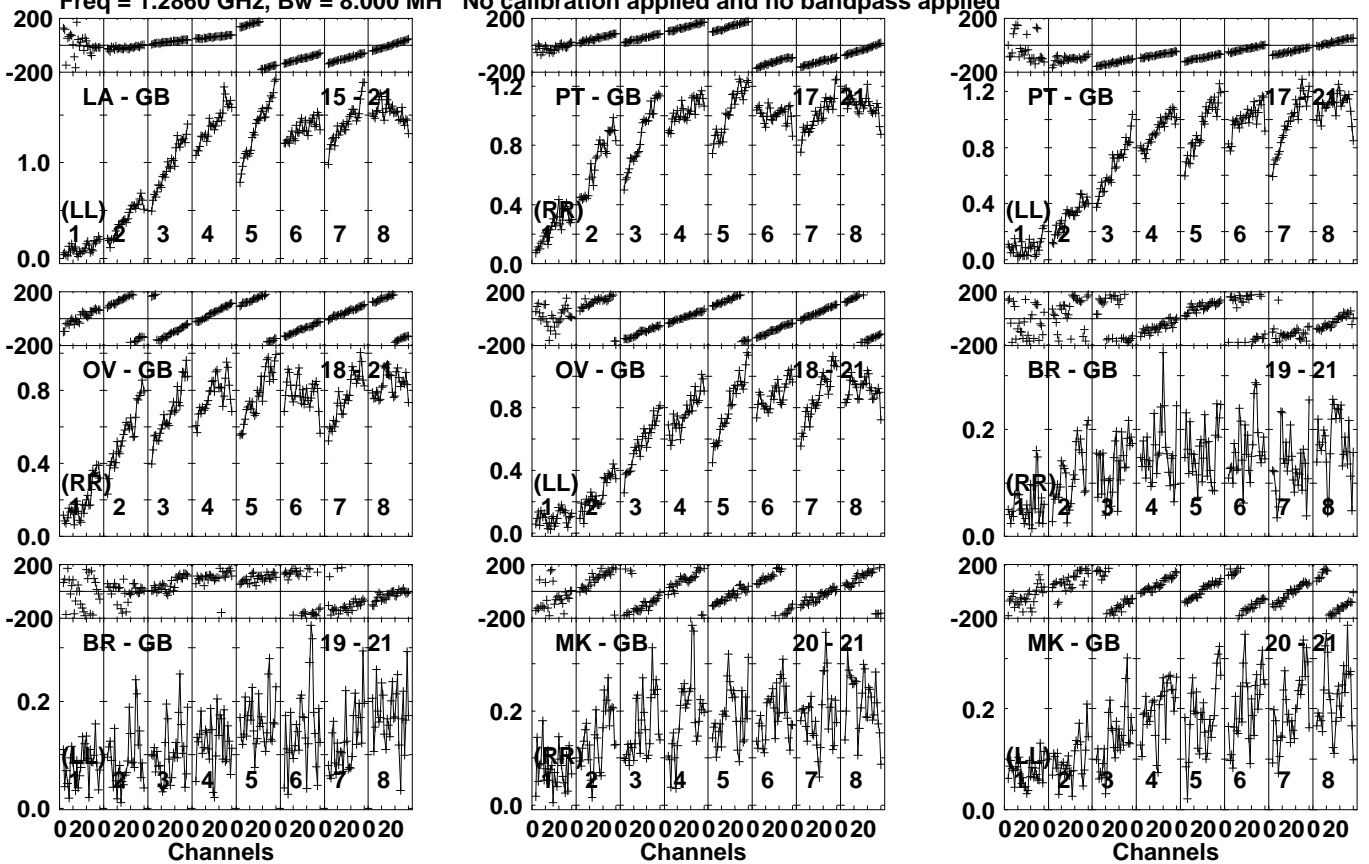 Freq = 1.2860 GHz, Bw = 8.000 MH No calibration applied and no bandpass applied
200
-200
LA - GB 15 - 21
1.0
0.0
(LL)
1 2 3 4 5 6 7 8
200
-200
1.2
PT - GB 17 - 21
0.8
0.4
0.0
(RR)
1 2 3 4 5 6 7 8
200
-200
1.2
PT - GB 17 - 21
0.8
0.4
0.0
(LL)
1 2 3 4 5 6 7 8
200
-200
OV - GB 18 - 21
0.8
0.4
0.0
(RR)
1 2 3 4 5 6 7 8
200
-200
OV - GB 18 - 21
0.8
0.4
0.0
(LL)
1 2 3 4 5 6 7 8
200
-200
BR - GB 19 - 21
0.2
0.0
(RR)
1 2 3 4 5 6 7 8
200
-200
BR - GB 19 - 21
0.2
0.0
(LL)
1 2 3 4 5 6 7 8
0 20 0 20 0 20 0 20 0 20 0 20 0 20 0 20
Channels
200
-200
MK - GB 20 - 21
0.2
0.0
(RR)
1 2 3 4 5 6 7 8
0 20 0 20 0 20 0 20 0 20 0 20 0 20 0 20
Channels
200
-200
MK - GB 20 - 21
0.2
0.0
(LL)
1 2 3 4 5 6 7 8
0 20 0 20 0 20 0 20 0 20 0 20 0 20 0 20
Channels